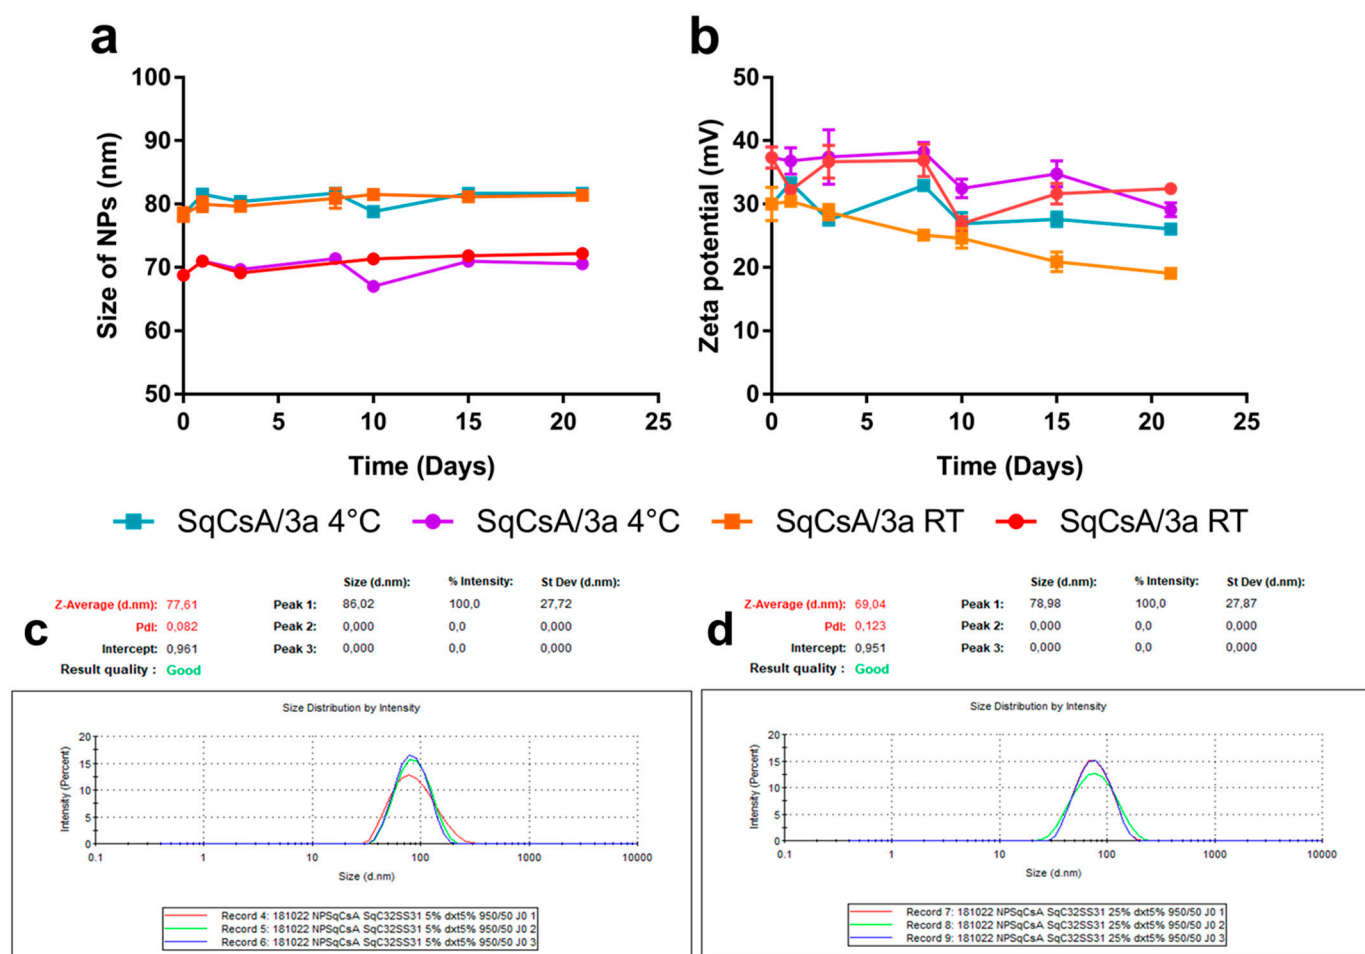 a
100
90
80
70
60
50
Size of NPs (nm)
0 5 10 15 20 25
Time (Days)
b
50
40
30
20
10
0
Zeta potential (mV)
0 5 10 15 20 25
Time (Days)
SqCsA/3a 4°C SqCsA/3a 4°C SqCsA/3a RT SqCsA/3a RT
c
Size (d.nm): % Intensity: St Dev (d.nm):
Z-Average (d.nm): 77,61 Peak 1: 86,02 100,0 27,72
PdI: 0,082 Peak 2: 0,000 0,0 0,000
Intercept: 0,961 Peak 3: 0,000 0,0 0,000
Result quality : Good
Size Distribution by Intensity
20
15
10
5
0
Intensity (Percent)
0.1 1 10 100 1000 10000
Size (d.nm)
Record 4: 181022 NPSqCsA SqC32SS31 5% dxt5% 950/50 J0 1
Record 5: 181022 NPSqCsA SqC32SS31 5% dxt5% 950/50 J0 2
Record 6: 181022 NPSqCsA SqC32SS31 5% dxt5% 950/50 J0 3
d
Size (d.nm): % Intensity: St Dev (d.nm):
Z-Average (d.nm): 69,04 Peak 1: 78,98 100,0 27,87
PdI: 0,123 Peak 2: 0,000 0,0 0,000
Intercept: 0,951 Peak 3: 0,000 0,0 0,000
Result quality : Good
Size Distribution by Intensity
20
15
10
5
0
Intensity (Percent)
0.1 1 10 100 1000 10000
Size (d.nm)
Record 7: 181022 NPSqCsA SqC32SS31 25% dxt5% 950/50 J0 1
Record 8: 181022 NPSqCsA SqC32SS31 25% dxt5% 950/50 J0 2
Record 9: 181022 NPSqCsA SqC32SS31 25% dxt5% 950/50 J0 3